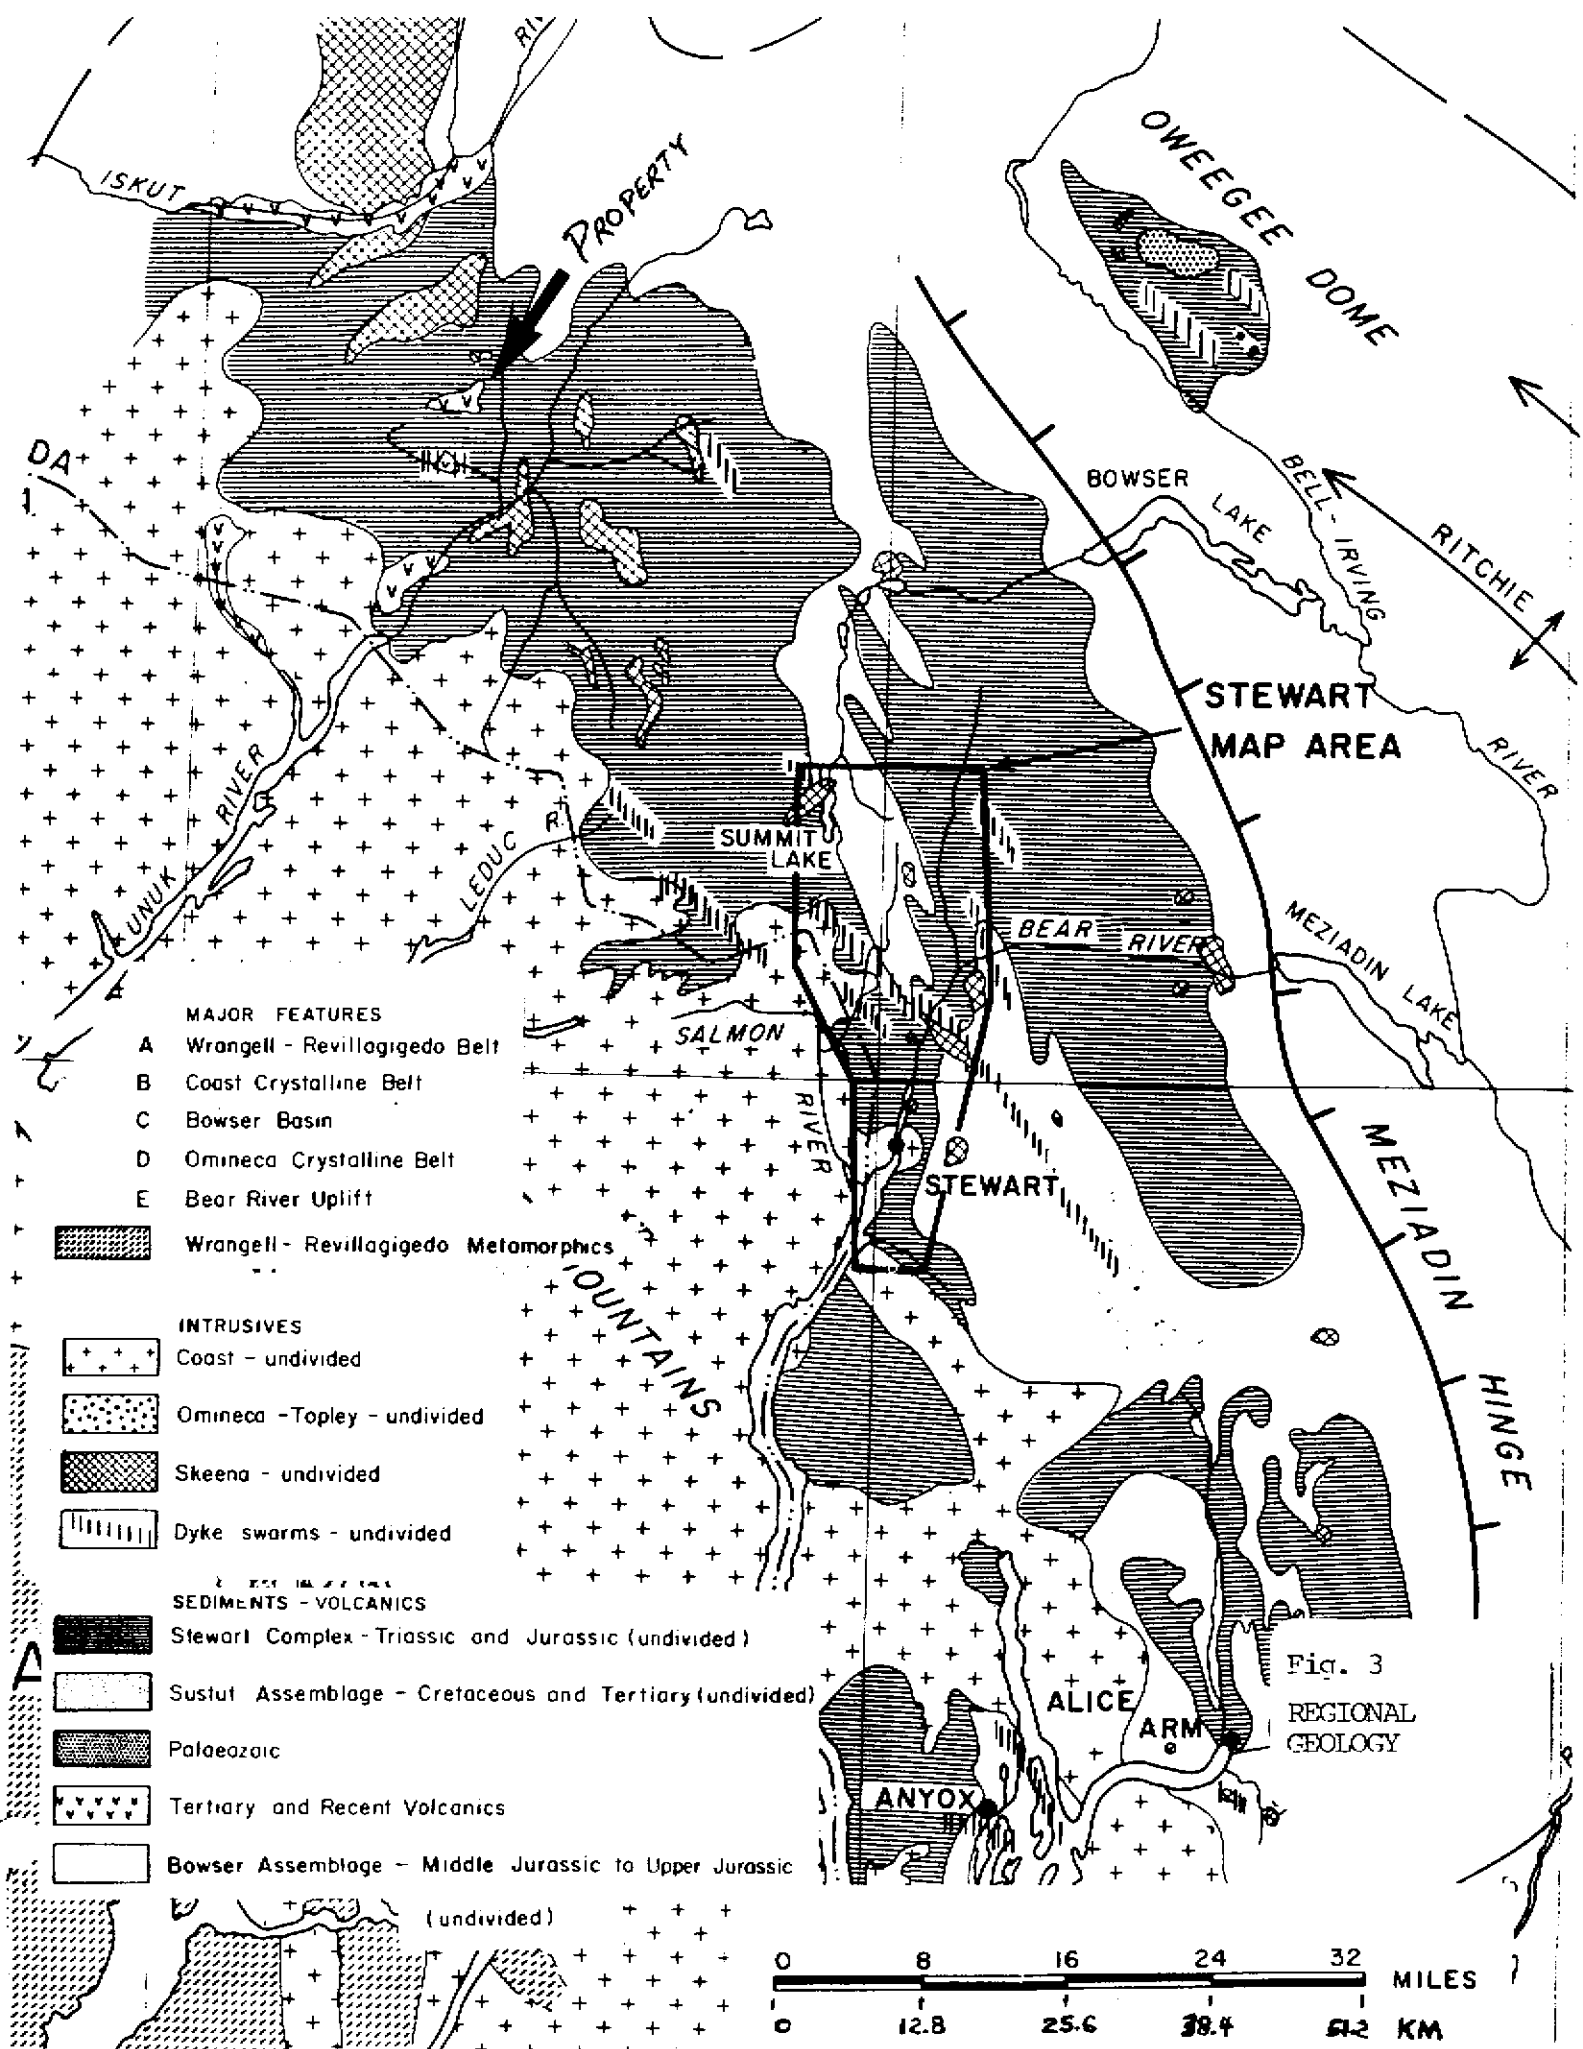 RIV
ISKUT
PROPERTY
OWEEGEE
DOME
DA
BOWSER
LAKE
BELL-IRVING
RIVER
RITCHIE
STEWART
MAP AREA
SUMMIT
LAKE
UNUK
RIVER
LEDUC
R
BEAR RIVER
MEZIADIN LAKE
SALMON
RIVER
STEWART
MEZIADIN
HINGE
OUNTAINS
MAJOR FEATURES
A Wrangell - Revillagigedo Belt
B Coast Crystalline Belt
C Bowser Basin
D Omineca Crystalline Belt
E Bear River Uplift
Wrangell - Revillagigedo Metamorphics
INTRUSIVES
Coast - undivided
Omineca - Topley - undivided
Skeena - undivided
Dyke swarms - undivided
SEDIMENTS - VOLCANICS
Stewart Complex - Triassic and Jurassic (undivided)
Sustut Assemblage - Cretaceous and Tertiary (undivided)
Palaeozoic
Tertiary and Recent Volcanics
Bowser Assemblage - Middle Jurassic to Upper Jurassic
(undivided)
A
ALICE
ARM
ANYOX
Fig. 3
REGIONAL
GEOLOGY
0 8 16 24 32 MILES
0 12.8 25.6 38.4 51.2 KM